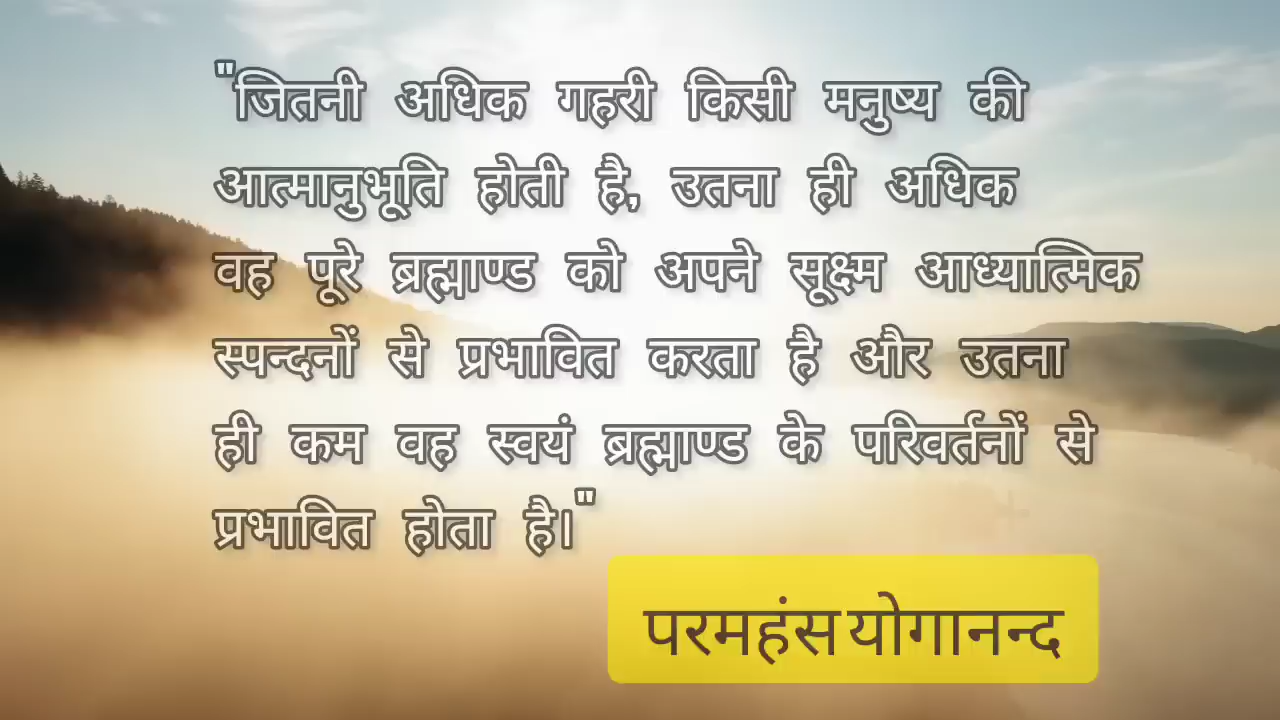 "जितनी अधिक गहरी किसी मनुष्य की
आत्मानुभूति होती है, उतना ही अधिक
वह पूरे ब्रह्माण्ड को अपने सूक्ष्म आध्यात्मिक
स्पन्दनों से प्रभावित करता है और उतना
ही कम वह स्वयं ब्रह्माण्ड के परिवर्तनों से
प्रभावित होता है।"
परमहंस योगानन्द